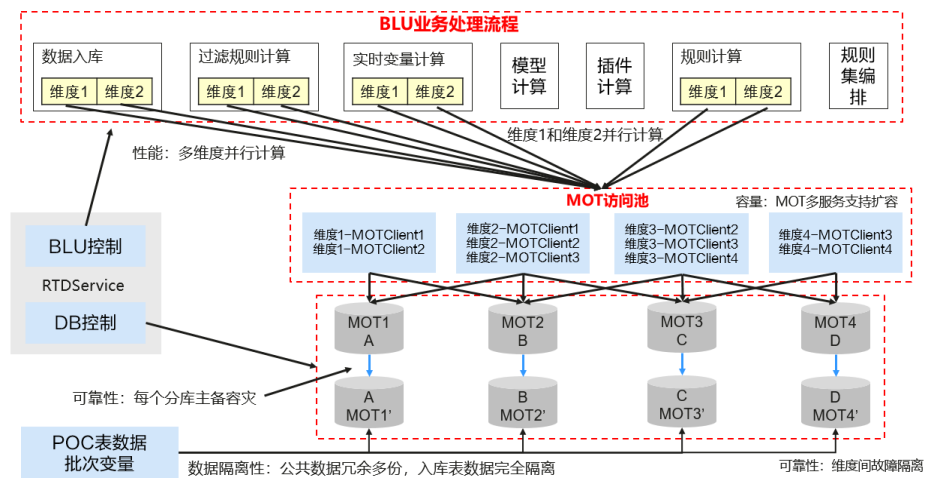 BLU业务处理流程
数据入库
维度1 维度2
过滤规则计算
维度1 维度2
实时变量计算
维度1 维度2
模型
计算
插件
计算
规则计算
维度1 维度2
规则
集编
排
性能：多维度并行计算
维度1和维度2并行计算
MOT访问池
容量：MOT多服务支持扩容
维度1-MOTClient1
维度1-MOTClient2
维度2-MOTClient1
维度2-MOTClient2
维度2-MOTClient3
维度3-MOTClient2
维度3-MOTClient3
维度3-MOTClient4
维度4-MOTClient3
维度4-MOTClient4
BLU控制
RTDService
DB控制
MOT1
A
MOT2
B
MOT3
C
MOT4
D
A
MOT1'
B
MOT2'
C
MOT3'
D
MOT4'
可靠性：每个分库主备容灾
POC表数据
批次变量
数据隔离性：公共数据冗余多份，入库表数据完全隔离
可靠性：维度间故障隔离